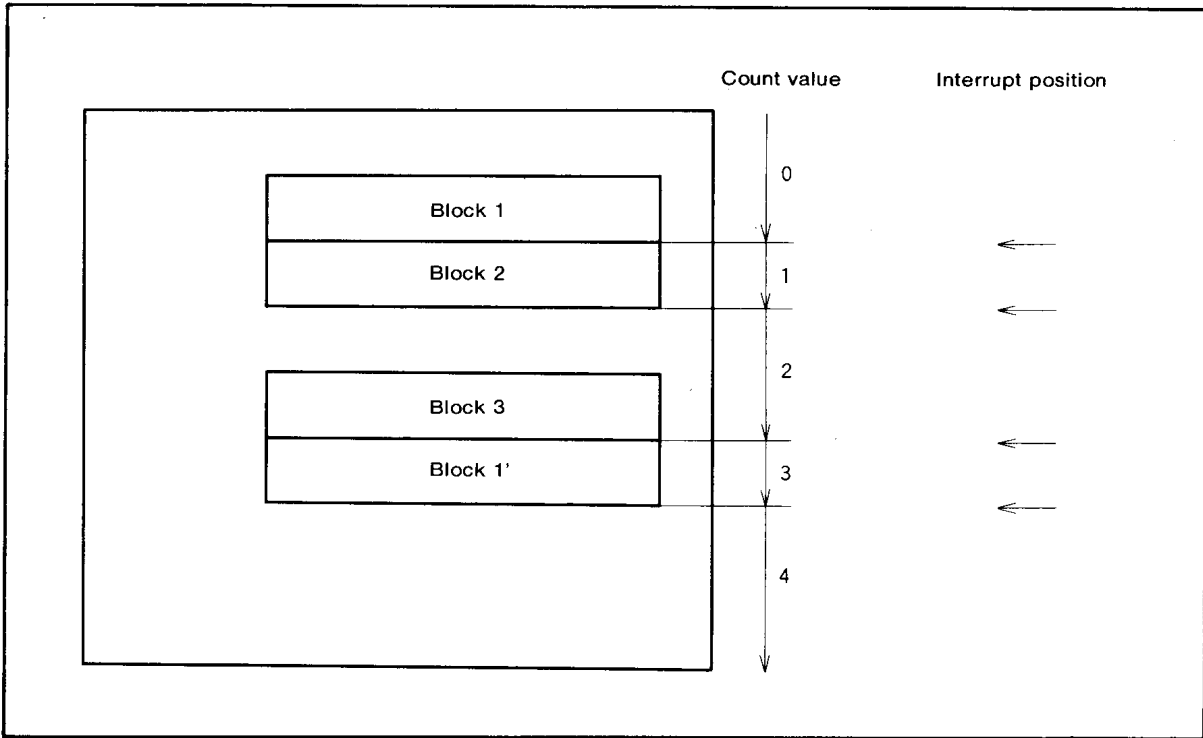 Count value
Interrupt position
0
Block 1
Block 2
1
2
Block 3
Block 1'
3
4